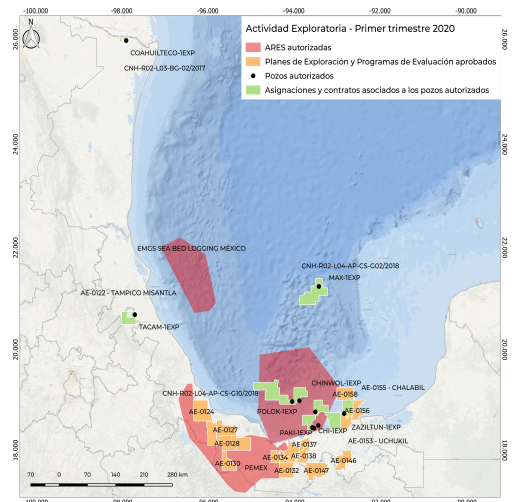 -100.000 -98.000 -96.000 -94.000 -92.000 -90.000
Actividad Exploratoria - Primer trimestre 2020
ARES autorizadas
Planes de Exploración y Programas de Evaluación aprobados
Pozos autorizados
Asignaciones y contratos asociados a los pozos autorizados
N
26.000
26.000
COAHUILTECO-1EXP
CNH-R02-L03-BG-02/2017
24.000
24.000
22.000
22.000
EMGS SEA BED LOGGING MÉXICO
CNH-R02-L04-AP-CS-G02/2018
MAX-1EXP
AE-0122 - TAMPICO MISANTLA
TACAM-1EXP
20.000
20.000
CNH-R02-L04-AP-CS-G10/2018
CHINWOL-1EXP
AE-0155 - CHALABIL
AE-0158
AE-0124
POLOK-1EXP
AE-0156
AE-0127
PAKI-1EXP
CHI-1EXP
ZAZILTUN-1EXP
AE-0128
AE-0137
AE-0153 - UCHUKIL
18.000
18.000
AE-0130
PEMEX
AE-0134
AE-0138
AE-0146
AE-0132
AE-0147
70 0 70 140 210 280 km
-100.000 -98.000 -96.000 -94.000 -92.000 -90.000